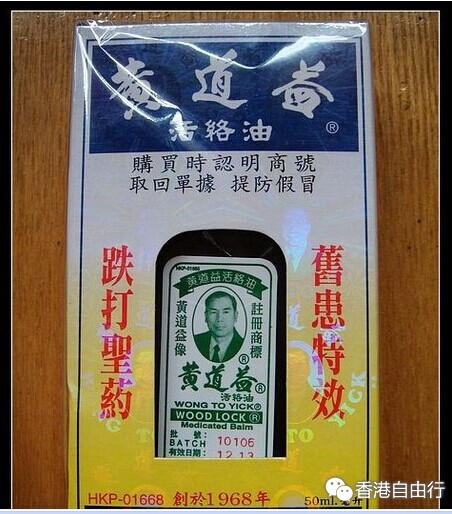 黃道益
活絡油®
購買時認明商號
取回單據 提防假冒
跌打聖藥
舊患特效
HKP-01668
黃道益活絡油
黃道益像
註冊商標
®
黃道益®
活絡油
WONG TO YICK®
WOOD LOCK®
Medicated Balm
批號:
BATCH 10106
有效日期: 12.13
HKP-01668 創於1968年
50ml.毫升
香港自由行